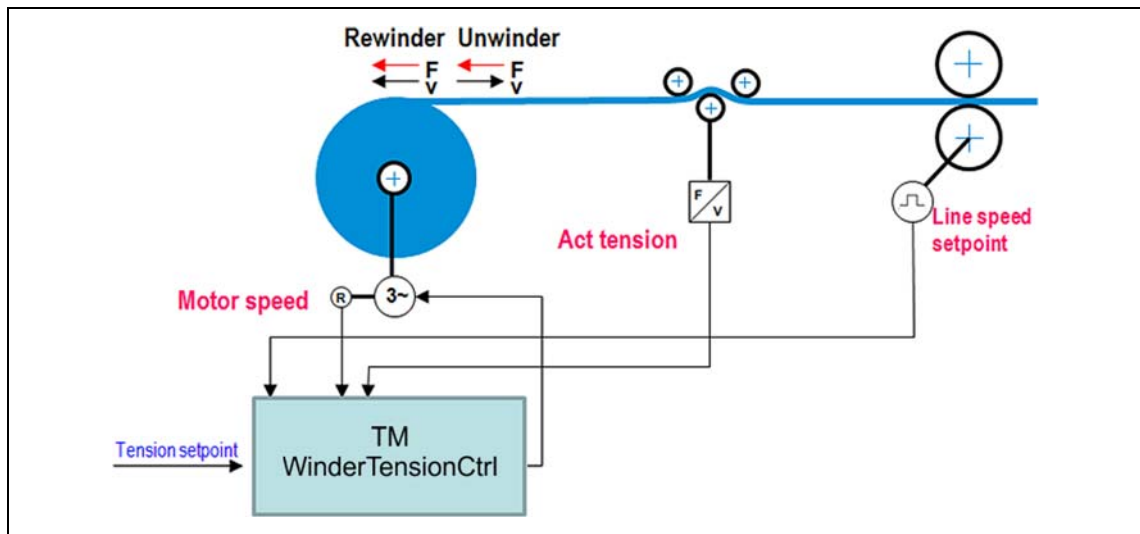 Rewinder Unwinder
F F
V V
F
V
Line speed
setpoint
Act tension
Motor speed
R
3~
TM
WinderTensionCtrl
Tension setpoint